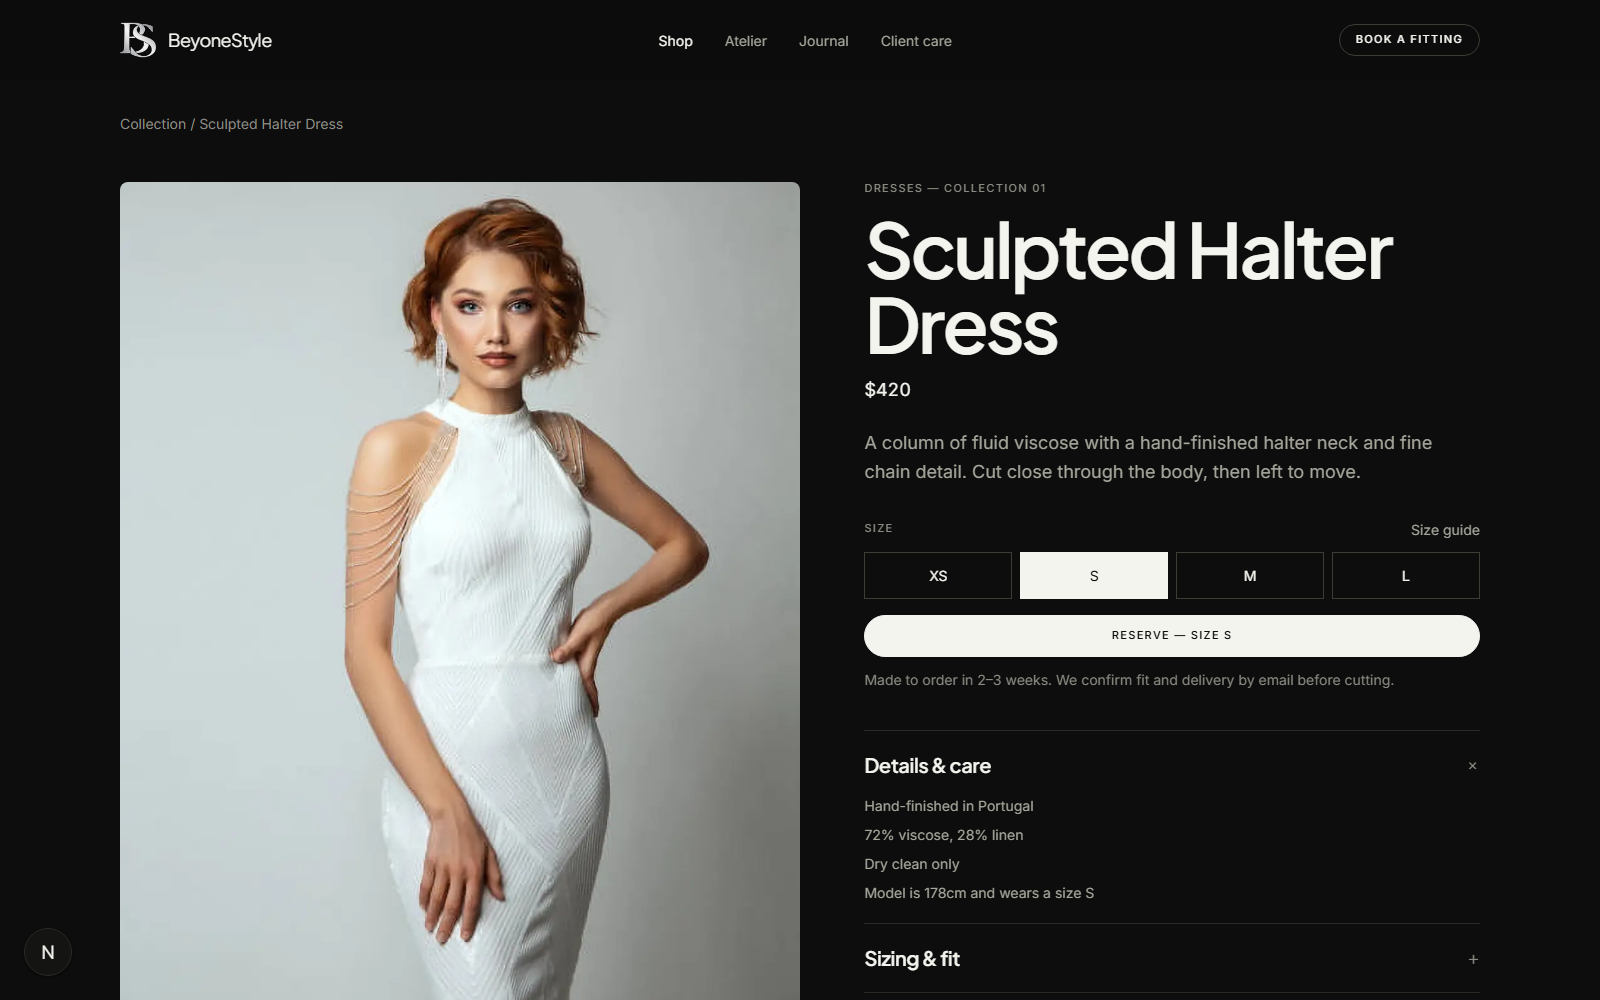 BS BeyoneStyle
Shop Atelier Journal Client care
BOOK A FITTING
Collection / Sculpted Halter Dress
DRESSES — COLLECTION 01
Sculpted Halter
Dress
$420
A column of fluid viscose with a hand-finished halter neck and fine
chain detail. Cut close through the body, then left to move.
SIZE Size guide
XS S M L
RESERVE — SIZE S
Made to order in 2–3 weeks. We confirm fit and delivery by email before cutting.
Details & care ×
Hand-finished in Portugal
72% viscose, 28% linen
Dry clean only
Model is 178cm and wears a size S
Sizing & fit +
N